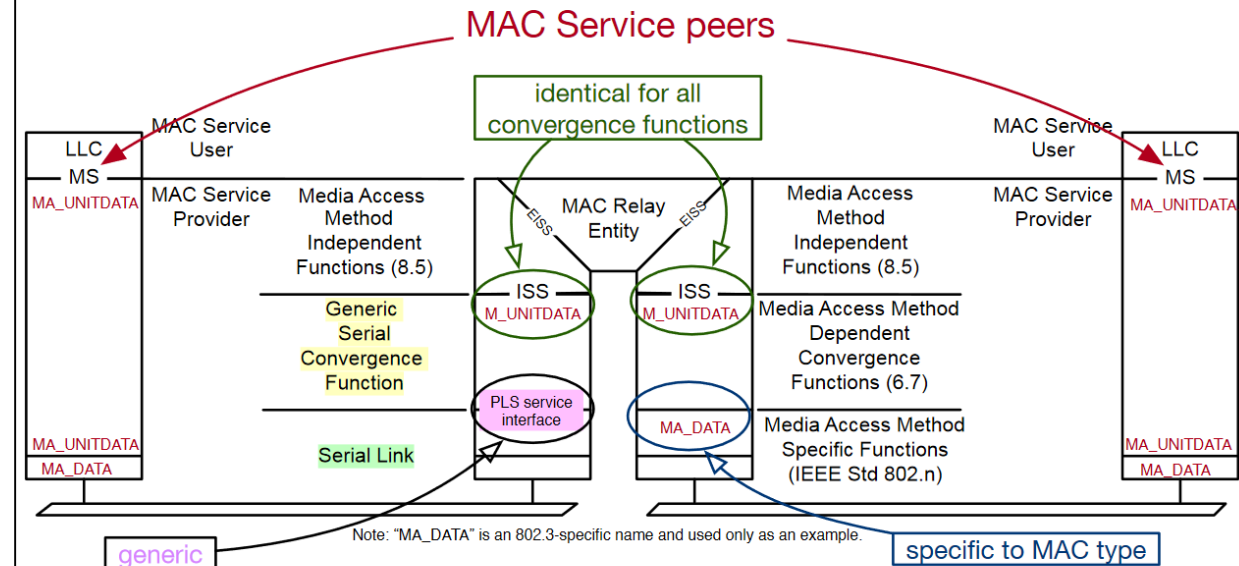 MAC Service peers
identical for all
convergence functions
LLC
MS
MA_UNITDATA
MA_UNITDATA
MA_DATA
MAC Service
User
MAC Service
Provider
Media Access
Method
Independent
Functions (8.5)
Generic
Serial
Convergence
Function
Serial Link
EISS
MAC Relay
Entity
EISS
ISS
M_UNITDATA
PLS service
interface
ISS
M_UNITDATA
MA_DATA
Media Access
Method
Independent
Functions (8.5)
Media Access Method
Dependent
Convergence
Functions (6.7)
Media Access Method
Specific Functions
(IEEE Std 802.n)
MAC Service
User
MAC Service
Provider
LLC
MS
MA_UNITDATA
MA_UNITDATA
MA_DATA
Note: “MA_DATA” is an 802.3-specific name and used only as an example.
generic
specific to MAC type